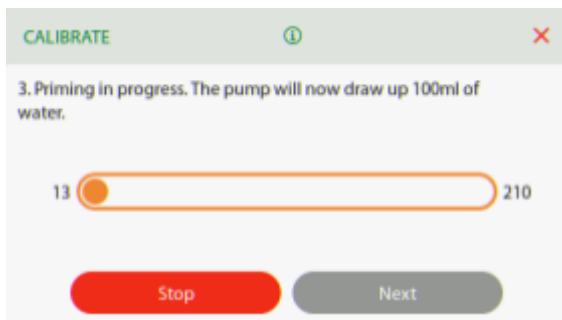 CALIBRATE
3. Priming in progress. The pump will now draw up 100ml of
water.
13 210
Stop Next